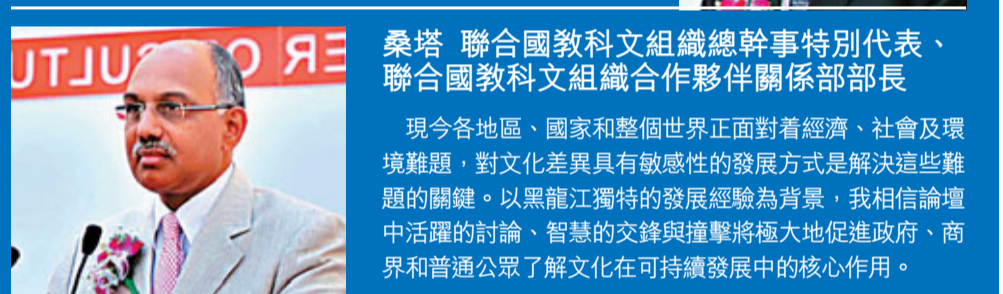 UTJU
ER OF
SULTU
桑塔 聯合國教科文組織總幹事特別代表、
聯合國教科文組織合作夥伴關係部部長
現今各地區、國家和整個世界正面對着經濟、社會及環
境難題，對文化差異具有敏感性的發展方式是解決這些難
題的關鍵。以黑龍江獨特的發展經驗為背景，我相信論壇
中活躍的討論、智慧的交鋒與撞擊將極大地促進政府、商
界和普通公眾了解文化在可持續發展中的核心作用。